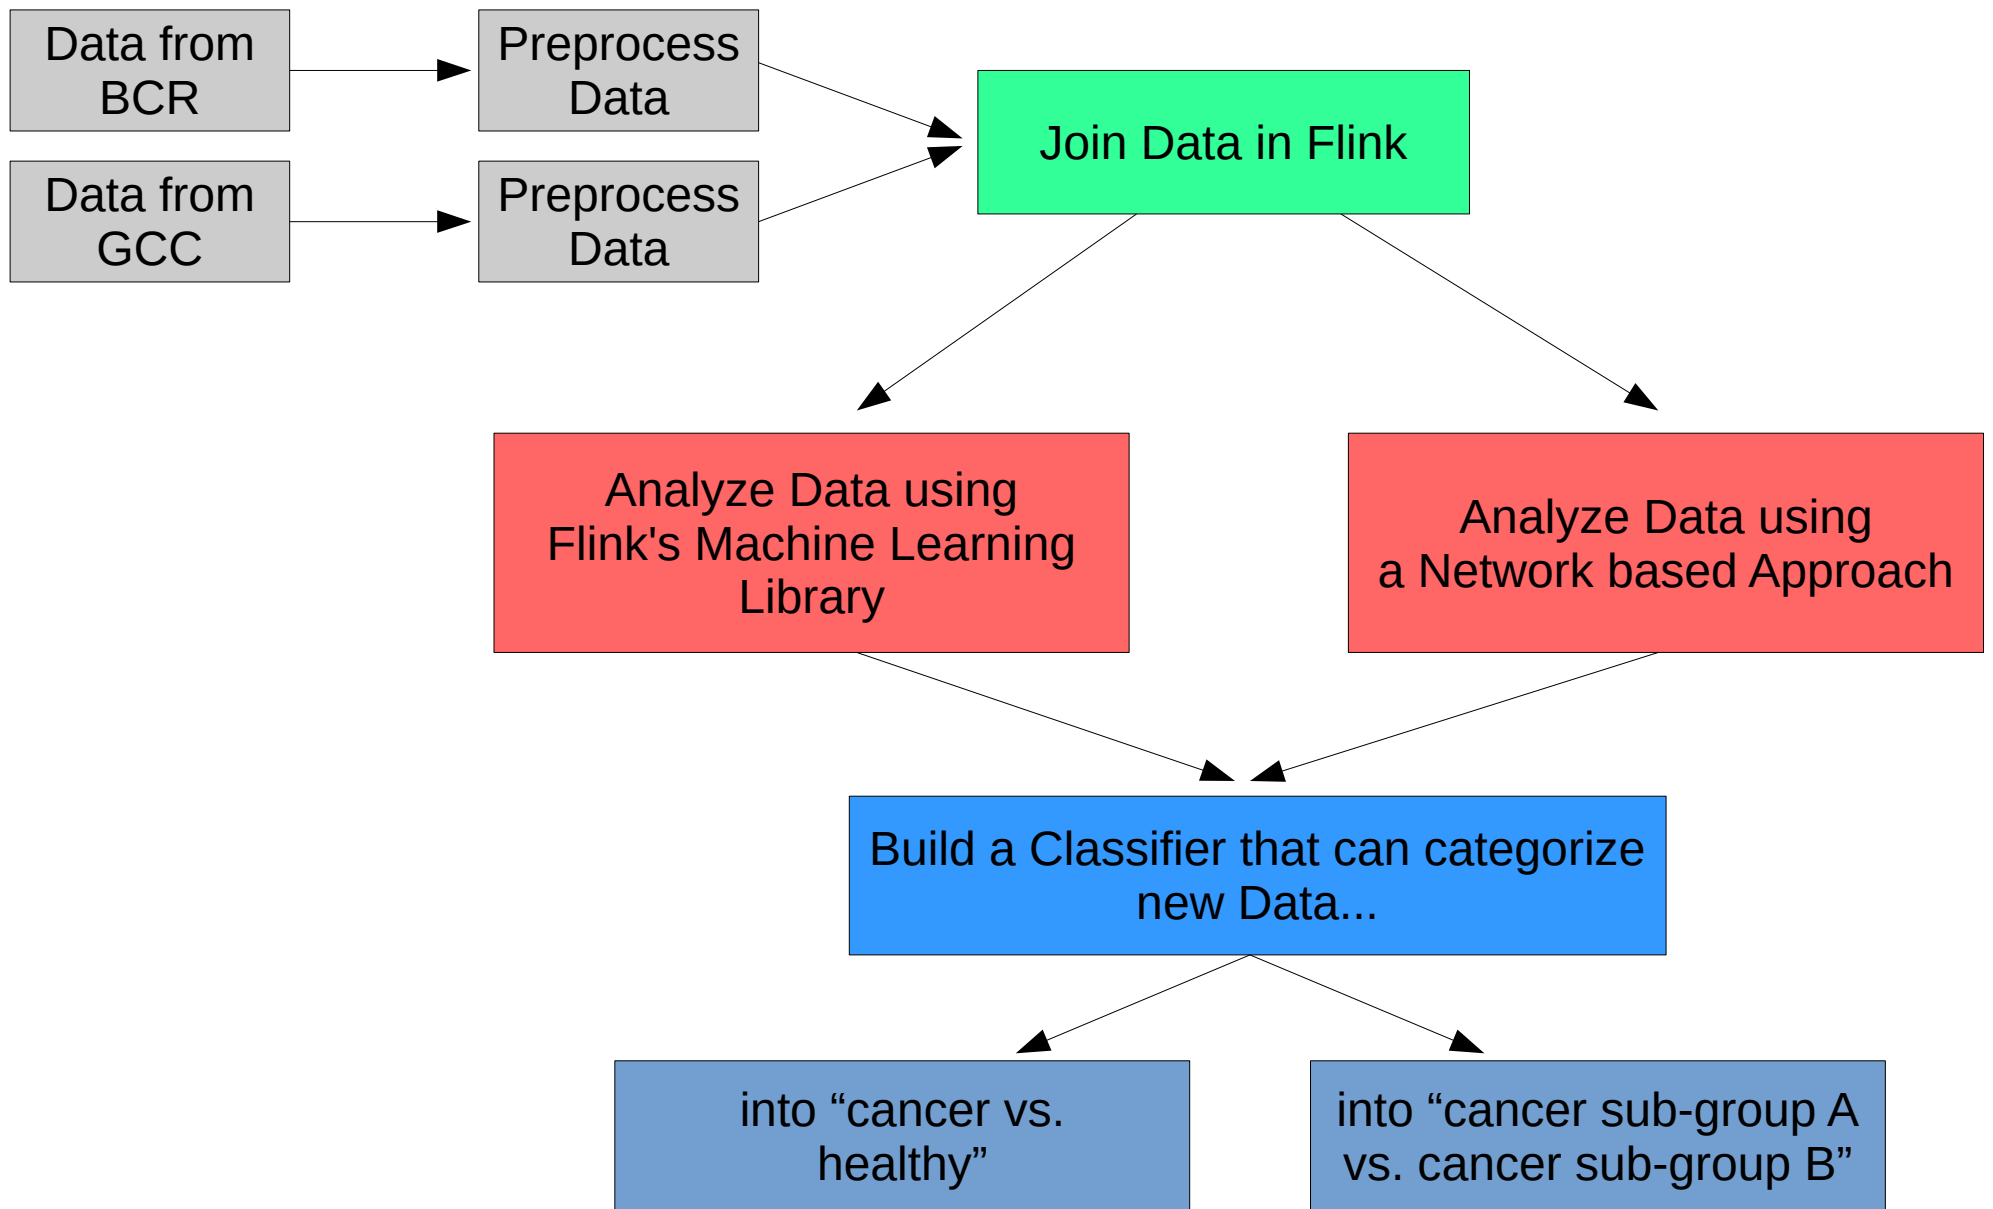 Data from
BCR
Preprocess
Data
Data from
GCC
Preprocess
Data
Join Data in Flink
Analyze Data using
Flink's Machine Learning
Library
Analyze Data using
a Network based Approach
Build a Classifier that can categorize
new Data...
into “cancer vs.
healthy”
into “cancer sub-group A
vs. cancer sub-group B”